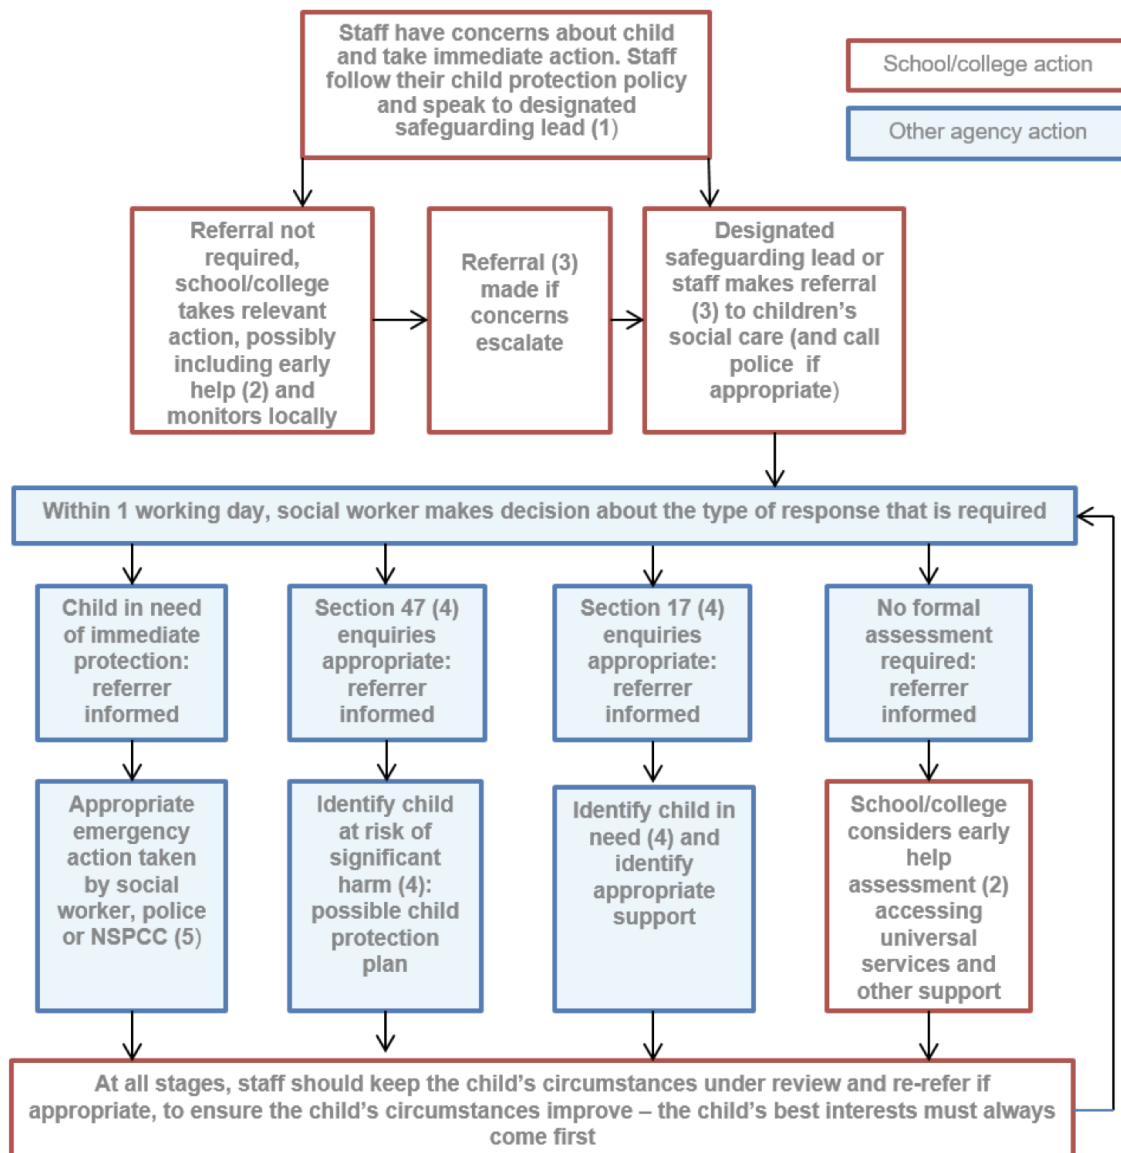 Staff have concerns about child
and take immediate action. Staff
follow their child protection policy
and speak to designated
safeguarding lead (1)
School/college action
Other agency action
Referral not
required,
school/college
takes relevant
action, possibly
including early
help (2) and
monitors locally
Referral (3)
made if
concerns
escalate
Designated
safeguarding lead or
staff makes referral
(3) to children’s
social care (and call
police if
appropriate)
Within 1 working day, social worker makes decision about the type of response that is required
Child in need
of immediate
protection:
referrer
informed
Section 47 (4)
enquiries
appropriate:
referrer
informed
Section 17 (4)
enquiries
appropriate:
referrer
informed
No formal
assessment
required:
referrer
informed
Appropriate
emergency
action taken
by social
worker, police
or NSPCC (5)
Identify child
at risk of
significant
harm (4):
possible child
protection
plan
Identify child in
need (4) and
identify
appropriate
support
School/college
considers early
help
assessment (2)
accessing
universal
services and
other support
At all stages, staff should keep the child’s circumstances under review and re-refer if
appropriate, to ensure the child’s circumstances improve – the child’s best interests must always
come first